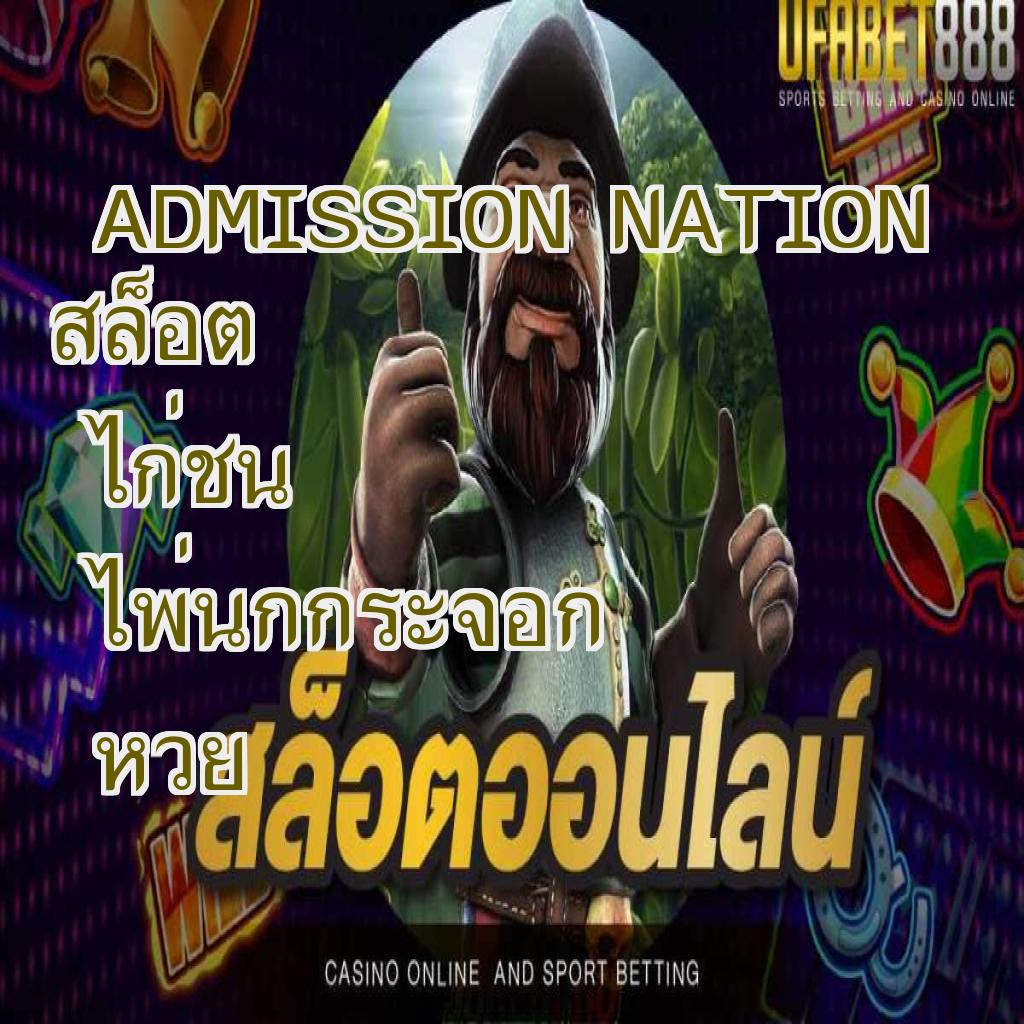 UFABET888
SPORTS BETTING AND CASINO ONLINE
BAR
ADMISSION NATION
สล็อต
ไก่ชน
ไพ่นกกระจอก
หวย
สล็อตออนไลน์
WIN
CASINO ONLINE AND SPORT BETTING